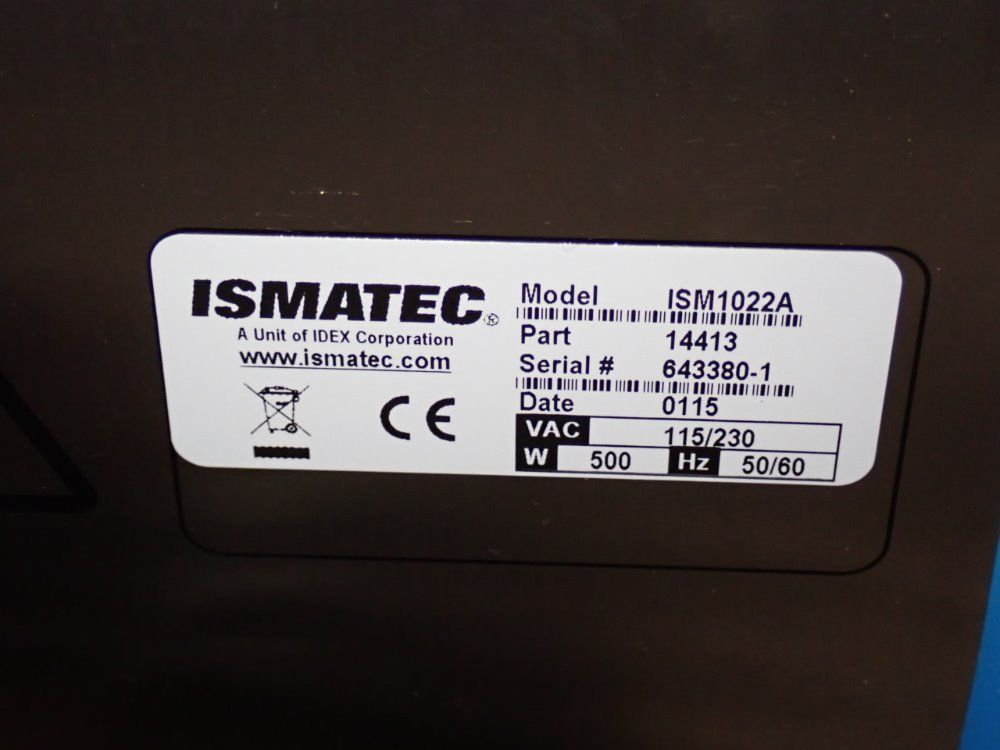 ISMATEC®
A Unit of IDEX Corporation
www.ismatec.com
CE
Model ISM1022A
Part 14413
Serial # 643380-1
Date 0115
VAC 115/230
W 500 Hz 50/60